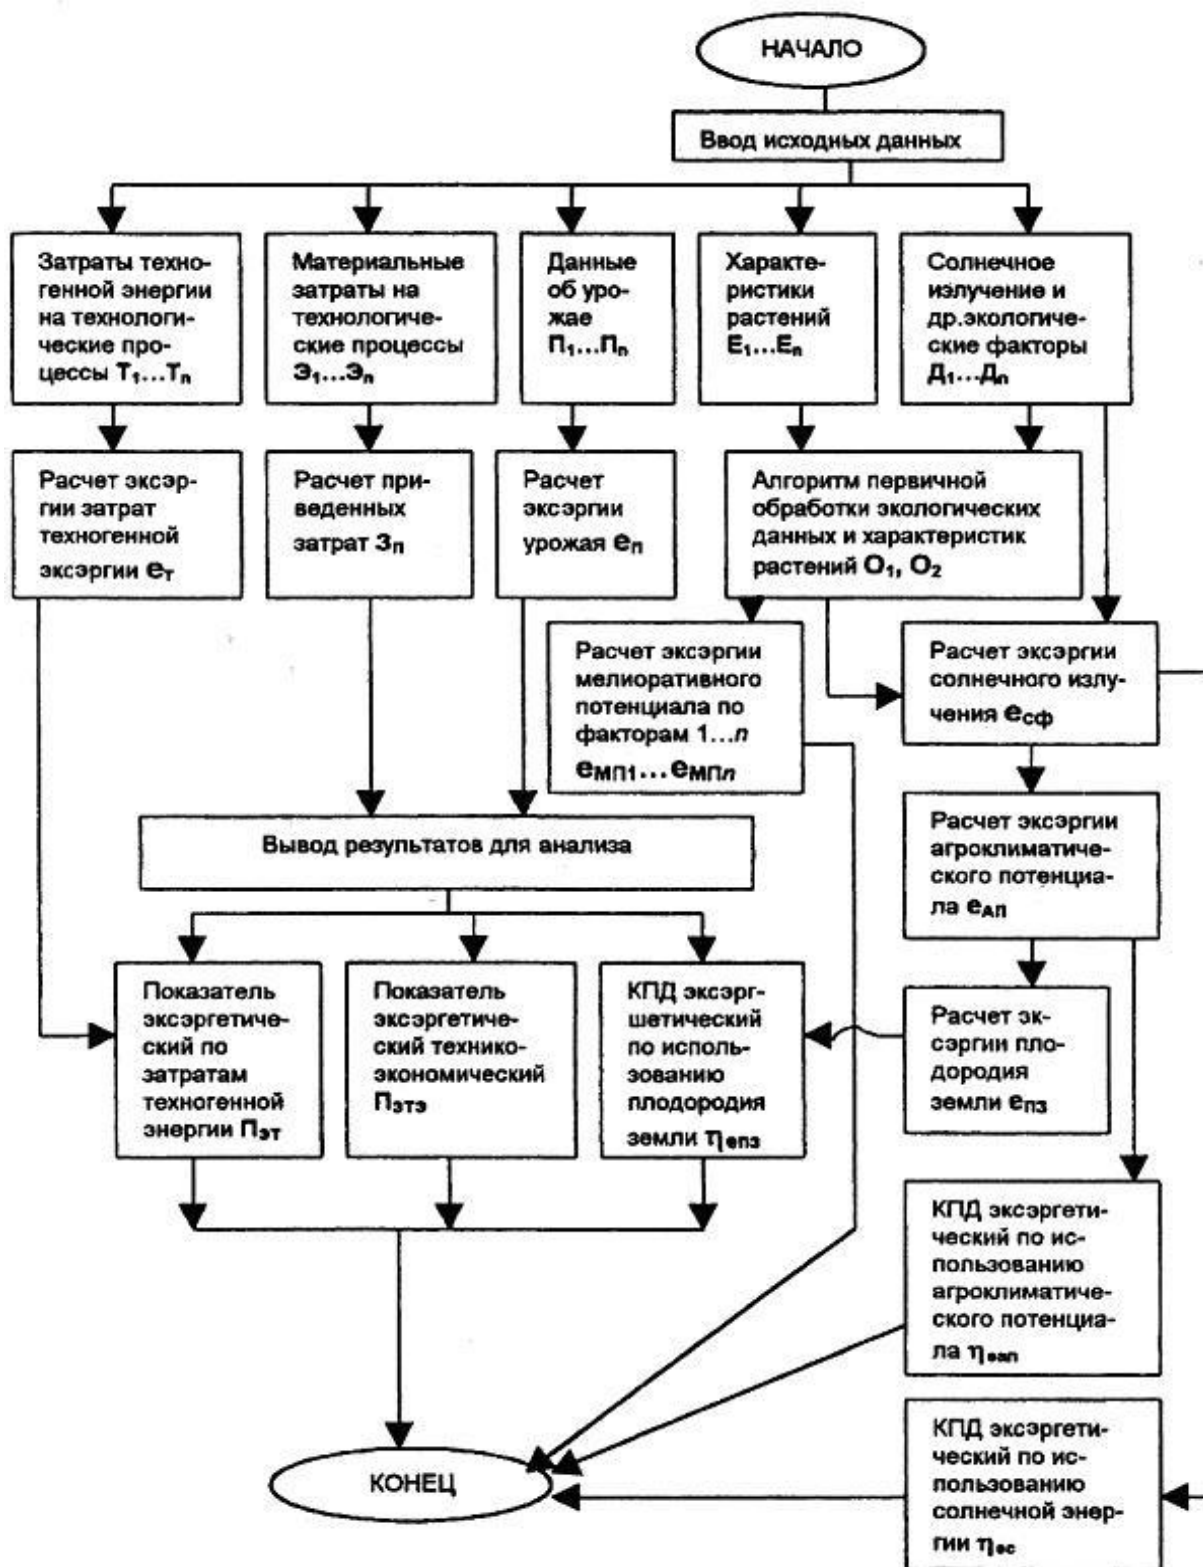 НАЧАЛО
Ввод исходных данных
Затраты техно-
генной энергии
на технологи-
ческие про-
цессы Т₁...Тₙ
Материальные
затраты на
технологиче-
ские процессы
Э₁...Эₙ
Данные
об уро-
жае
П₁...Пₙ
Характе-
ристики
растений
Е₁...Еₙ
Солнечное
излучение и
др.экологиче-
ские факторы
Д₁...Дₙ
Расчет эксэр-
гии затрат
техногенной
эксэргии eт
Расчет при-
веденных
затрат Зп
Расчет
эксэргии
урожая eп
Алгоритм первичной
обработки экологических
данных и характеристик
растений О₁, О₂
Расчет эксэргии
мелиоративного
потенциала по
факторам 1...n
eМП1...eМПn
Расчет эксэргии
солнечного излу-
чения eсф
Вывод результатов для анализа
Расчет эксэргии
агроклиматиче-
ского потенциа-
ла eАП
Показатель
эксэргетиче-
ский по
затратам
техногенной
энергии Пэт
Показатель
эксэргетиче-
ский технико-
экономический
Пэтэ
КПД эксэрг-
шетический
по исполь-
зованию
плодородия
земли ηепз
Расчет эк-
сэргии пло-
дородия
земли eпз
КПД эксэргети-
ческий по ис-
пользованию
агроклиматиче-
ского потенциа-
ла ηеап
КПД эксэргети-
ческий по ис-
пользованию
солнечной энер-
гии ηес
КОНЕЦ